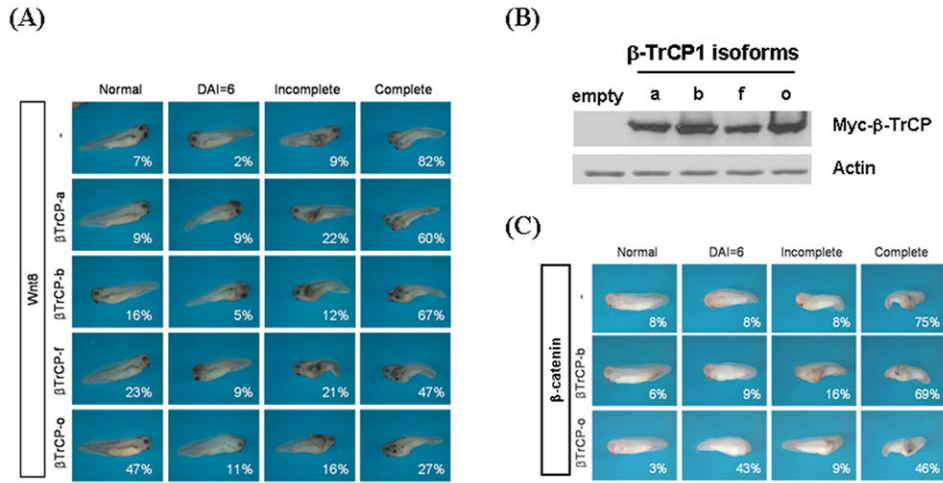 (A)
Normal DAI=6 Incomplete Complete
Wnt8
-
7% 2% 9% 82%
βTrCP-a
9% 9% 22% 60%
βTrCP-b
16% 5% 12% 67%
βTrCP-f
23% 9% 21% 47%
βTrCP-o
47% 11% 16% 27%
(B)
β-TrCP1 isoforms
empty a b f o
Myc-β-TrCP
Actin
(C)
Normal DAI=6 Incomplete Complete
β-catenin
-
8% 8% 8% 75%
βTrCP-b
6% 9% 16% 69%
βTrCP-o
3% 43% 9% 46%